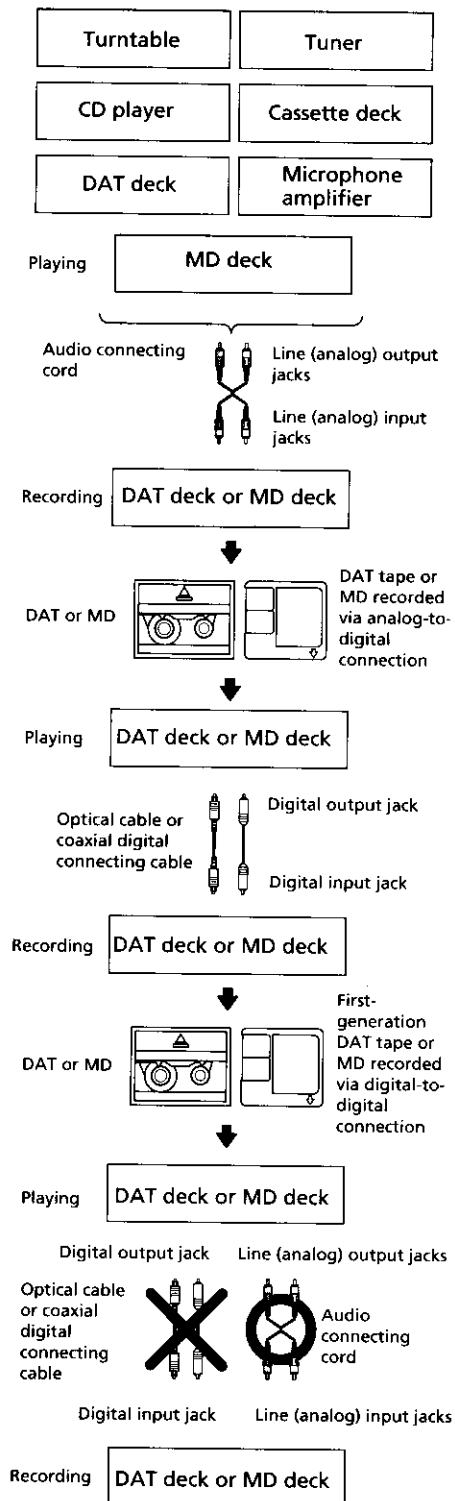 Turntable
Tuner
CD player
Cassette deck
DAT deck
Microphone
amplifier
Playing
MD deck
Audio connecting
cord
Line (analog) output
jacks
Line (analog) input
jacks
Recording
DAT deck or MD deck
DAT or MD
DAT tape or
MD recorded
via analog-to-
digital
connection
Playing
DAT deck or MD deck
Optical cable or
coaxial digital
connecting cable
Digital output jack
Digital input jack
Recording
DAT deck or MD deck
DAT or MD
First-
generation
DAT tape or
MD recorded
via digital-to-
digital
connection
Playing
DAT deck or MD deck
Digital output jack
Line (analog) output jacks
Optical cable
or coaxial
digital
connecting
cable
Audio
connecting
cord
Digital input jack
Line (analog) input jacks
Recording
DAT deck or MD deck